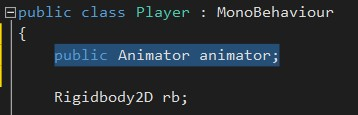 public class Player : MonoBehaviour
{
public Animator animator;
Rigidbody2D rb;